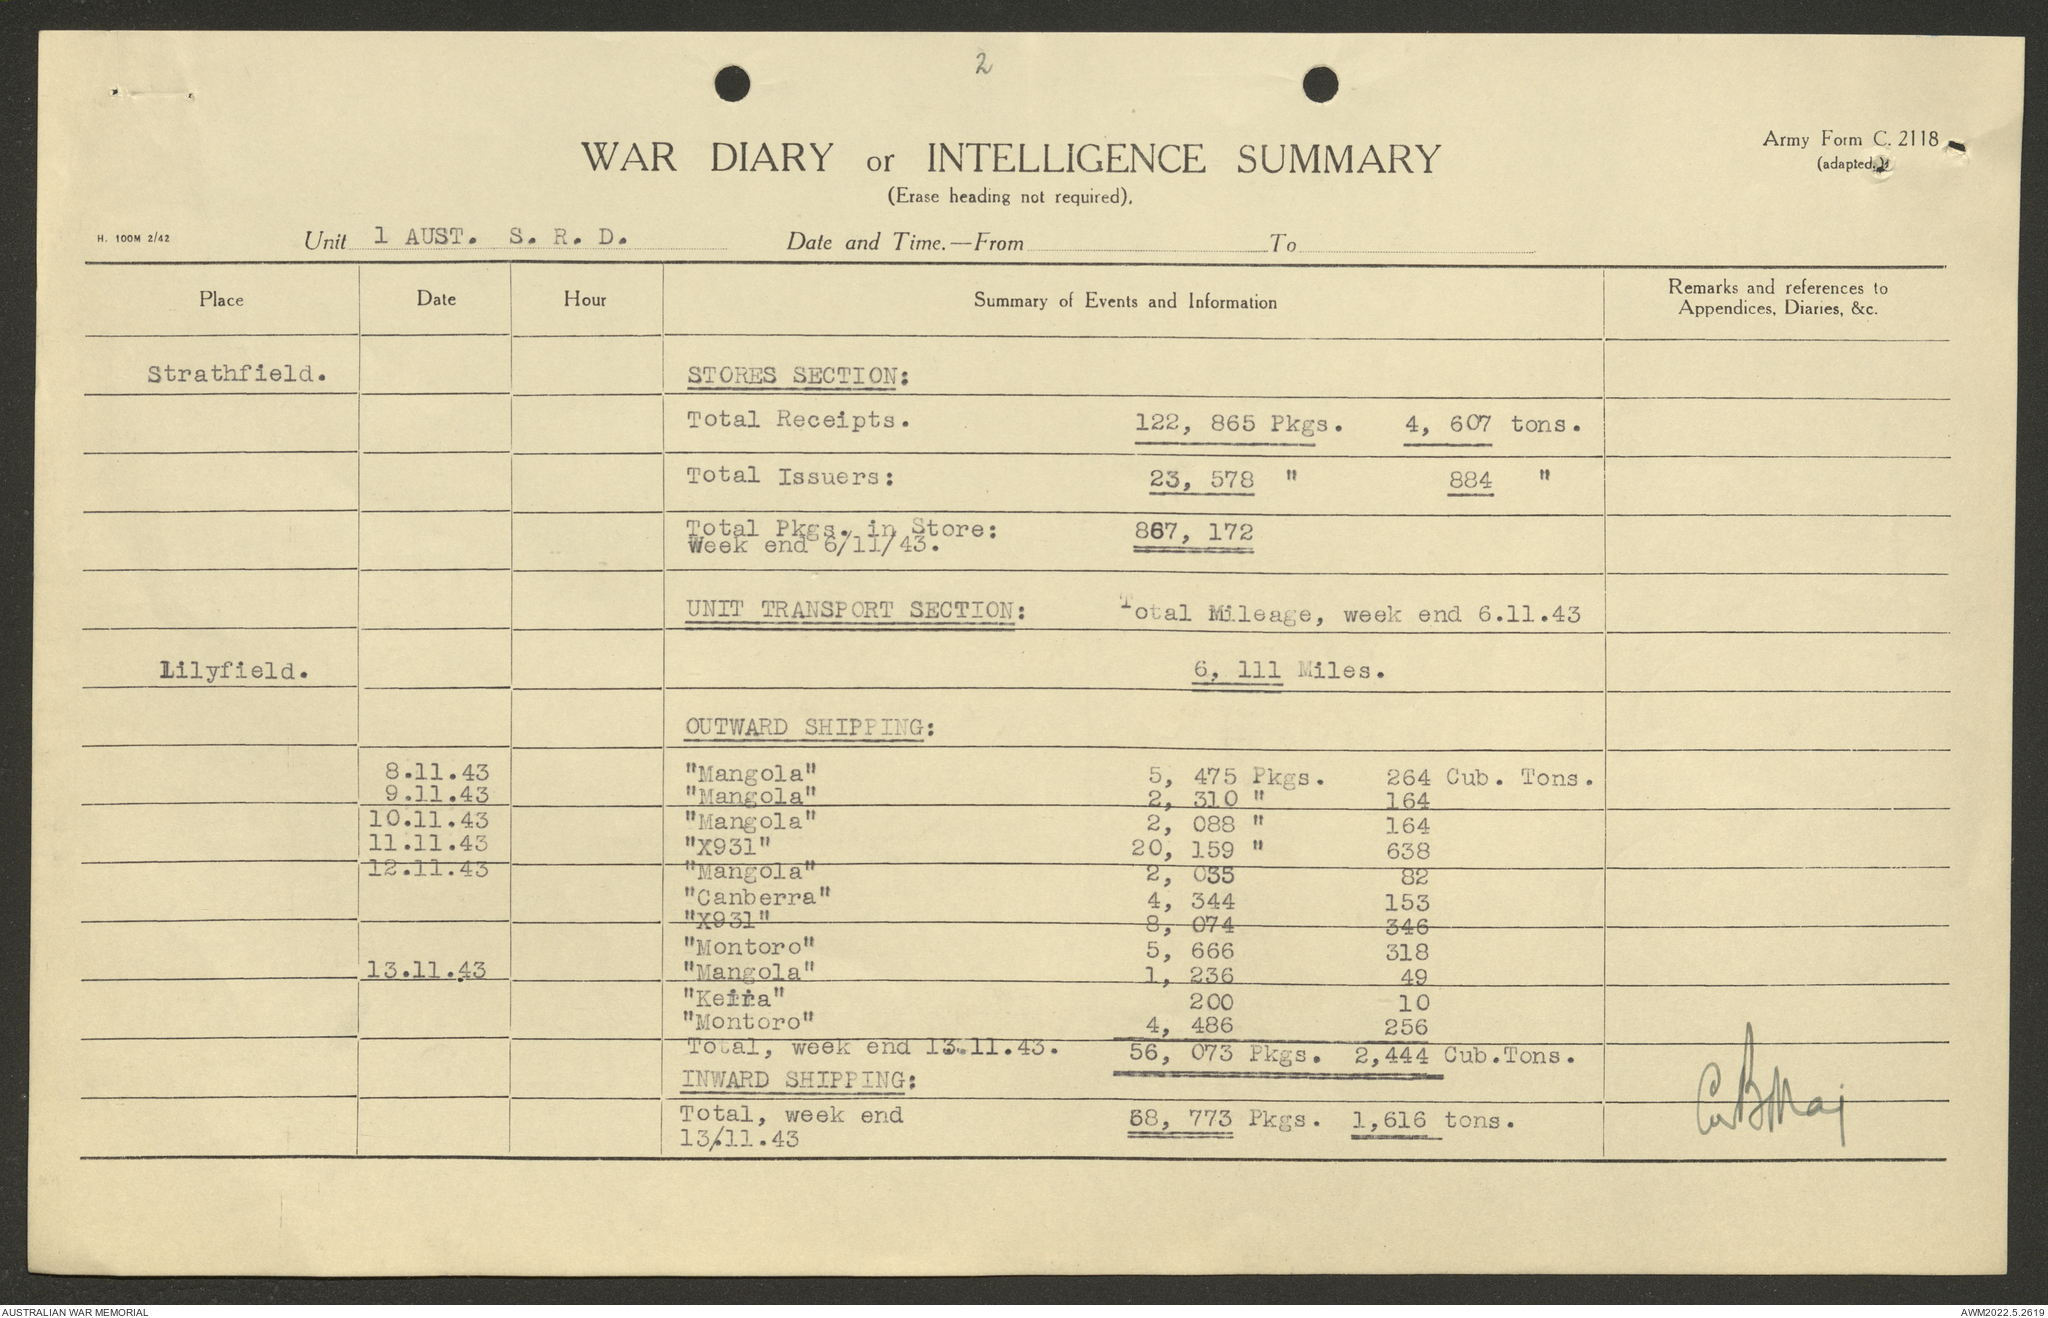 2
WAR DIARY or INTELLIGENCE SUMMARY
(Erase heading not required).
Army Form C. 2118
(adapted.)
H. 100M 2/42
Unit 1 AUST. S. R. D. Date and Time.—From To
Place Date Hour Summary of Events and Information Remarks and references to
Appendices, Diaries, &c.
Strathfield. STORES SECTION:
Total Receipts. 122, 865 Pkgs. 4, 607 tons.
Total Issuers: 23, 578 " 884 "
Total Pkgs. in Store: 867, 172
Week end 6/11/43.
UNIT TRANSPORT SECTION: Total Mileage, week end 6.11.43
Lilyfield. 6, 111 Miles.
OUTWARD SHIPPING:
8.11.43 "Mangola" 5, 475 Pkgs. 264 Cub. Tons.
9.11.43 "Mangola" 2, 310 " 164
10.11.43 "Mangola" 2, 088 " 164
11.11.43 "X931" 20, 159 " 638
12.11.43 "Mangola" 2, 035 82
"Canberra" 4, 344 153
"X931" 8, 074 346
"Montoro" 5, 666 318
13.11.43 "Mangola" 1, 236 49
"Keira" 200 10
"Montoro" 4, 486 256
Total, week end 13.11.43. 56, 073 Pkgs. 2,444 Cub.Tons.
INWARD SHIPPING:
Total, week end 68, 773 Pkgs. 1,616 tons.
13/11.43
AUSTRALIAN WAR MEMORIAL AWM2022.5.2619